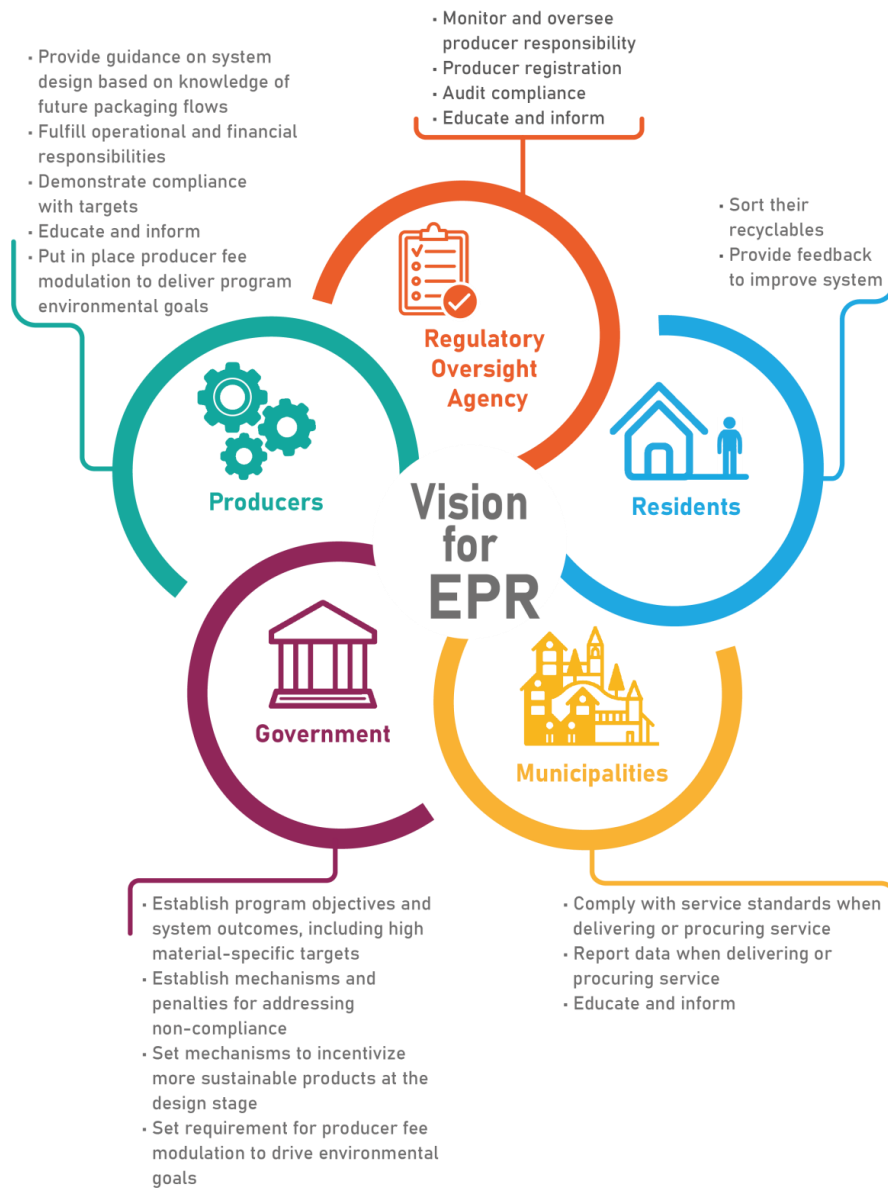 • Monitor and oversee
producer responsibility
• Producer registration
• Audit compliance
• Educate and inform
• Provide guidance on system
design based on knowledge of
future packaging flows
• Fulfill operational and financial
responsibilities
• Demonstrate compliance
with targets
• Educate and inform
• Put in place producer fee
modulation to deliver program
environmental goals
• Sort their
recyclables
• Provide feedback
to improve system
Regulatory
Oversight
Agency
Producers
Residents
Vision
for
EPR
Government
Municipalities
• Establish program objectives and
system outcomes, including high
material-specific targets
• Establish mechanisms and
penalties for addressing
non-compliance
• Set mechanisms to incentivize
more sustainable products at the
design stage
• Set requirement for producer fee
modulation to drive environmental
goals
• Comply with service standards when
delivering or procuring service
• Report data when delivering or
procuring service
• Educate and inform